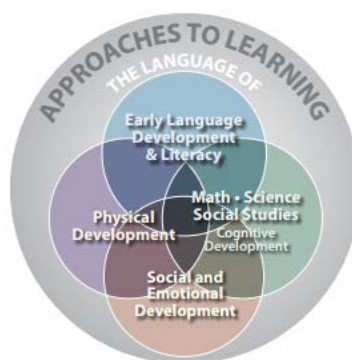 APPROACHES TO LEARNING
THE LANGUAGE OF
Early Language
Development
& Literacy
Math • Science
Social Studies
Cognitive
Development
Physical
Development
Social and
Emotional
Development